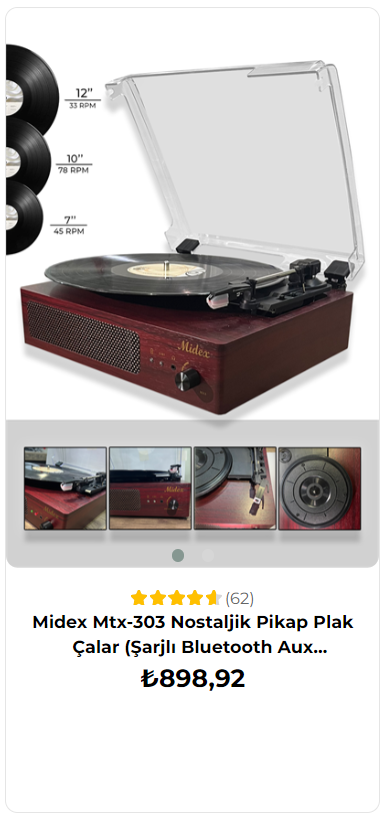 12’’
33 RPM
10’’
78 RPM
7’’
45 RPM
Midex
Midex
(62)
Midex Mtx-303 Nostaljik Pikap Plak
Çalar (Şarjlı Bluetooth Aux...
₺898,92